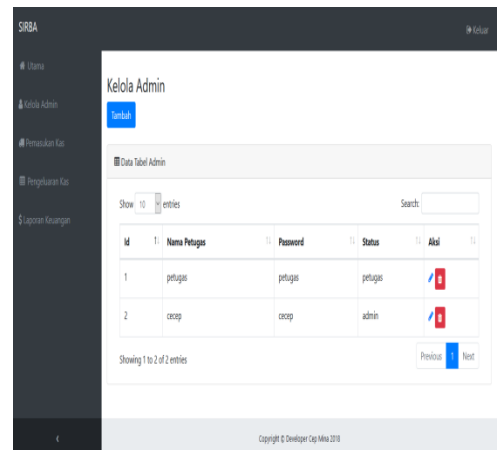 SIRBA
Keluar
Utama
Kelola Admin
Pemasukan Kas
Pengeluaran Kas
Laporan Keuangan
Kelola Admin
Tambah
Data Tabel Admin
Show 10 entries
Search:
Id Nama Petugas Password Status Aksi
1 petugas petugas petugas
2 cecep cecep admin
Showing 1 to 2 of 2 entries
Previous 1 Next
Copyright © Developer Cep Mina 2018